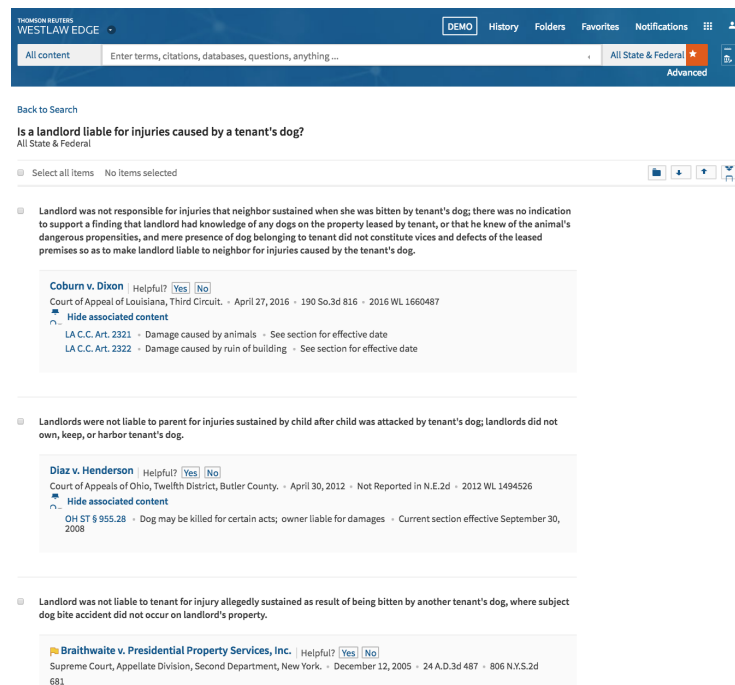 THOMSON REUTERS
WESTLAW EDGE
DEMO History Folders Favorites Notifications
All content Enter terms, citations, databases, questions, anything ... All State & Federal
Advanced
Back to Search
Is a landlord liable for injuries caused by a tenant's dog?
All State & Federal
Select all items No items selected
Landlord was not responsible for injuries that neighbor sustained when she was bitten by tenant's dog; there was no indication
to support a finding that landlord had knowledge of any dogs on the property leased by tenant, or that he knew of the animal's
dangerous propensities, and mere presence of dog belonging to tenant did not constitute vices and defects of the leased
premises so as to make landlord liable to neighbor for injuries caused by the tenant's dog.
Coburn v. Dixon | Helpful? Yes No
Court of Appeal of Louisiana, Third Circuit. • April 27, 2016 • 190 So.3d 816 • 2016 WL 1660487
Hide associated content
LA C.C. Art. 2321 • Damage caused by animals • See section for effective date
LA C.C. Art. 2322 • Damage caused by ruin of building • See section for effective date
Landlords were not liable to parent for injuries sustained by child after child was attacked by tenant's dog; landlords did not
own, keep, or harbor tenant's dog.
Diaz v. Henderson | Helpful? Yes No
Court of Appeals of Ohio, Twelfth District, Butler County. • April 30, 2012 • Not Reported in N.E.2d • 2012 WL 1494526
Hide associated content
OH ST § 955.28 • Dog may be killed for certain acts; owner liable for damages • Current section effective September 30,
2008
Landlord was not liable to tenant for injury allegedly sustained as result of being bitten by another tenant's dog, where subject
dog bite accident did not occur on landlord's property.
Braithwaite v. Presidential Property Services, Inc. | Helpful? Yes No
Supreme Court, Appellate Division, Second Department, New York. • December 12, 2005 • 24 A.D.3d 487 • 806 N.Y.S.2d
681